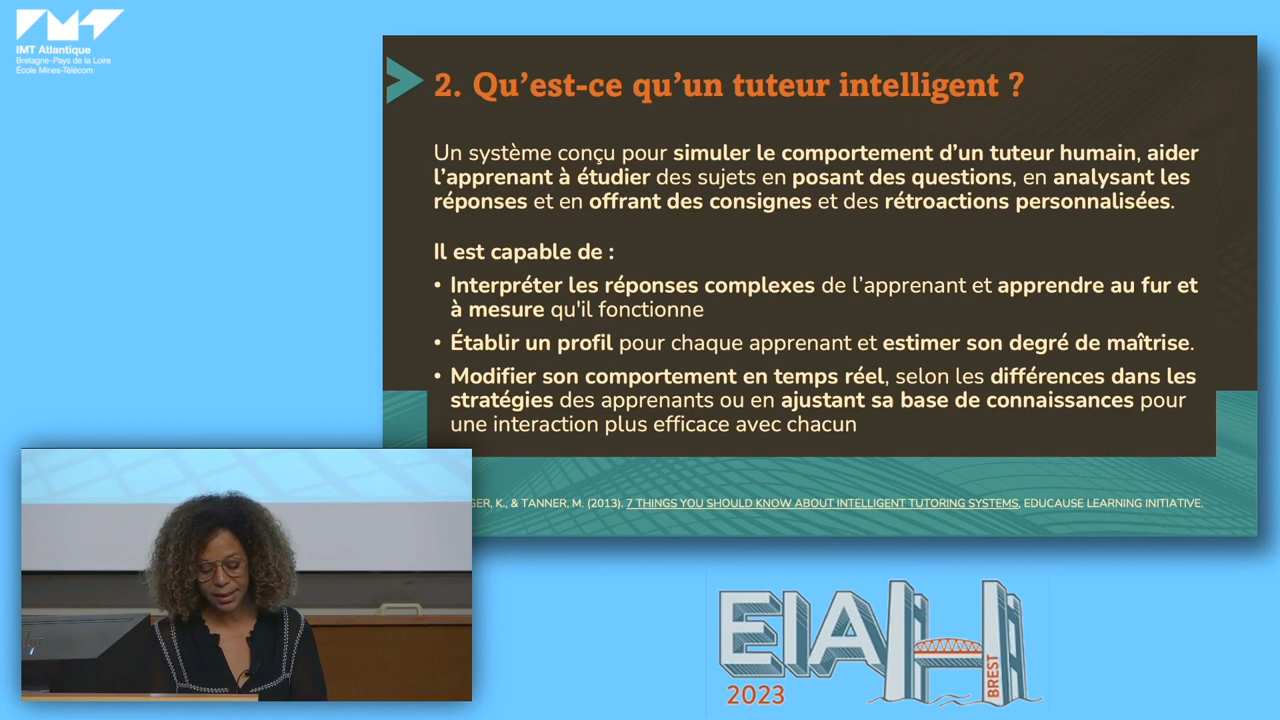 IMT Atlantique
Bretagne-Pays de la Loire
École Mines-Télécom
2. Qu’est-ce qu’un tuteur intelligent ?
Un système conçu pour simuler le comportement d’un tuteur humain, aider
l’apprenant à étudier des sujets en posant des questions, en analysant les
réponses et en offrant des consignes et des rétroactions personnalisées.
Il est capable de :
• Interpréter les réponses complexes de l’apprenant et apprendre au fur et
à mesure qu'il fonctionne
• Établir un profil pour chaque apprenant et estimer son degré de maîtrise.
• Modifier son comportement en temps réel, selon les différences dans les
stratégies des apprenants ou en ajustant sa base de connaissances pour
une interaction plus efficace avec chacun
K., & TANNER, M. (2013). 7 THINGS YOU SHOULD KNOW ABOUT INTELLIGENT TUTORING SYSTEMS, EDUCAUSE LEARNING INITIATIVE.
EIAH
2023
BREST